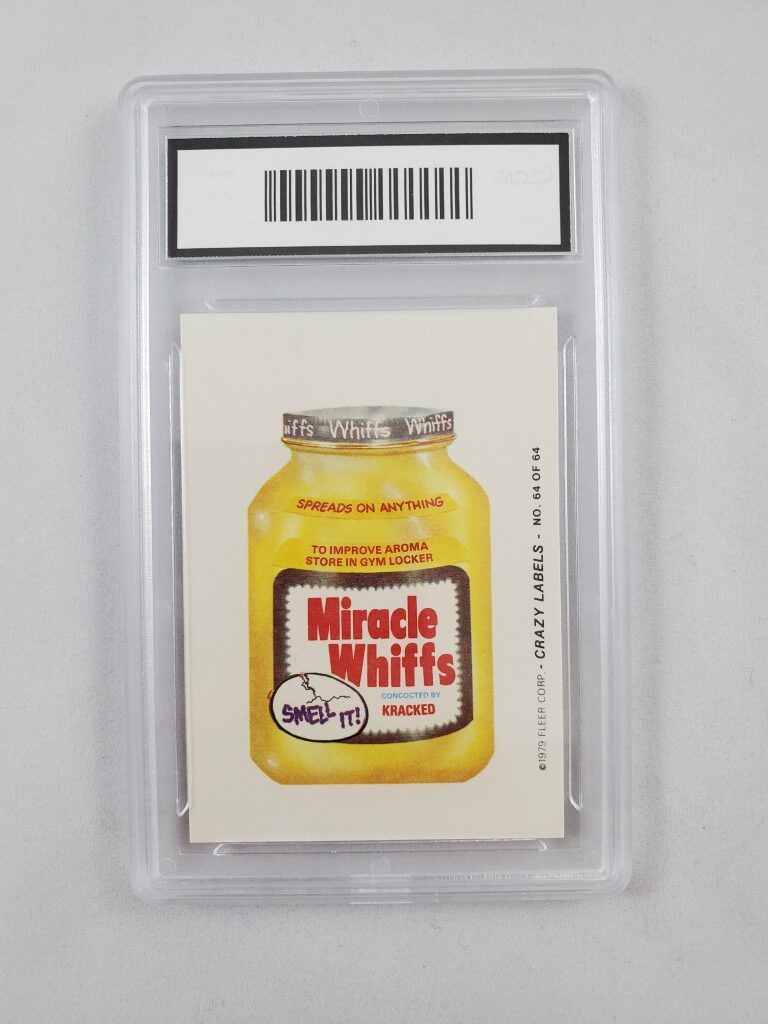 iffs Whiffs Whiffs
SPREADS ON ANYTHING
TO IMPROVE AROMA
STORE IN GYM LOCKER
Miracle
Whiffs
CONCOCTED BY
KRACKED
SMELL IT!
©1979 FLEER CORP. - CRAZY LABELS - NO. 64 OF 64